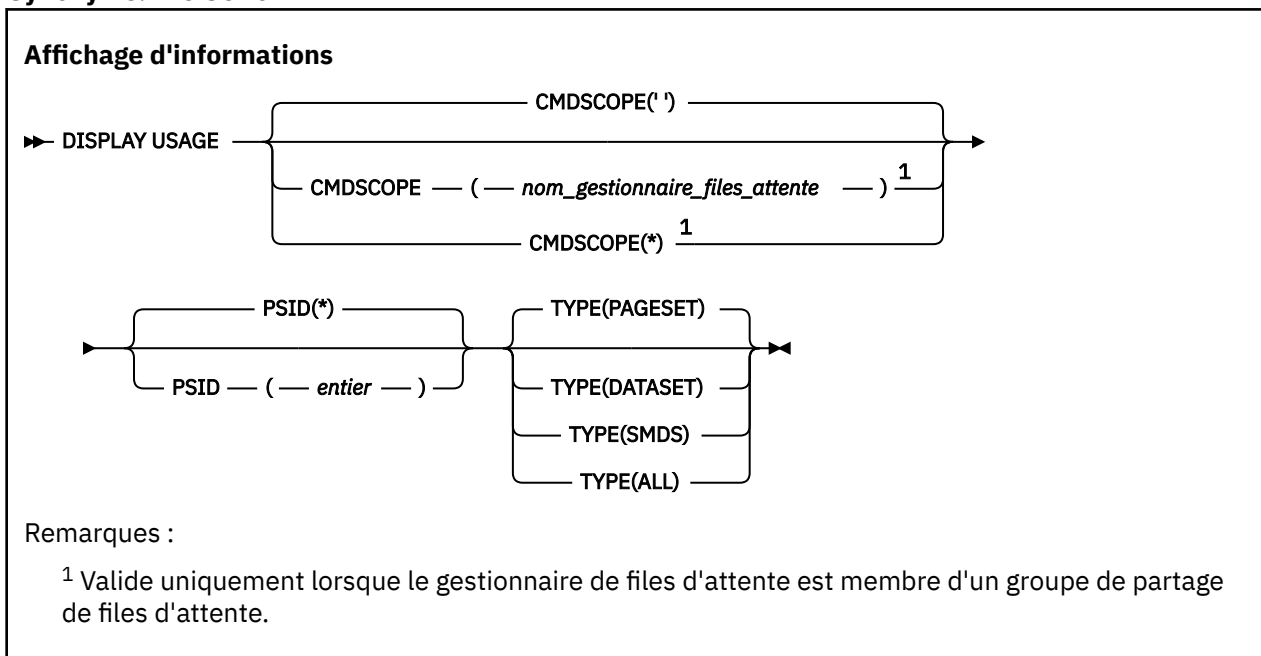 Affichage d'informations
CMDSCOPE(' ')
DISPLAY USAGE
CMDSCOPE ( nom_gestionnaire_files_attente ) 1
CMDSCOPE(*) 1
PSID(*) TYPE(PAGESET)
PSID ( entier ) TYPE(DATASET)
TYPE(SMDS)
TYPE(ALL)
Remarques :
1 Valide uniquement lorsque le gestionnaire de files d'attente est membre d'un groupe de partage
de files d'attente.